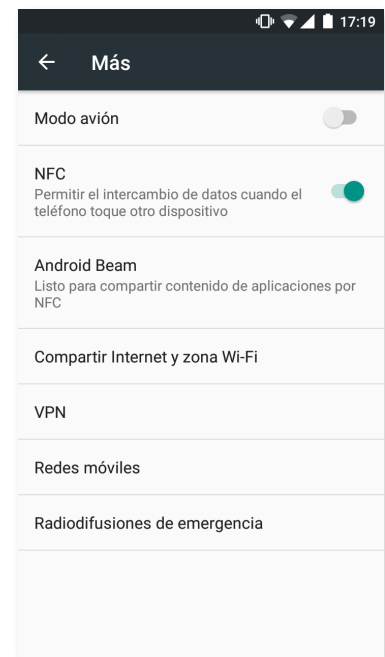 17:19
Más
Modo avión
NFC
Permitir el intercambio de datos cuando el
teléfono toque otro dispositivo
Android Beam
Listo para compartir contenido de aplicaciones por
NFC
Compartir Internet y zona Wi-Fi
VPN
Redes móviles
Radiodifusiones de emergencia